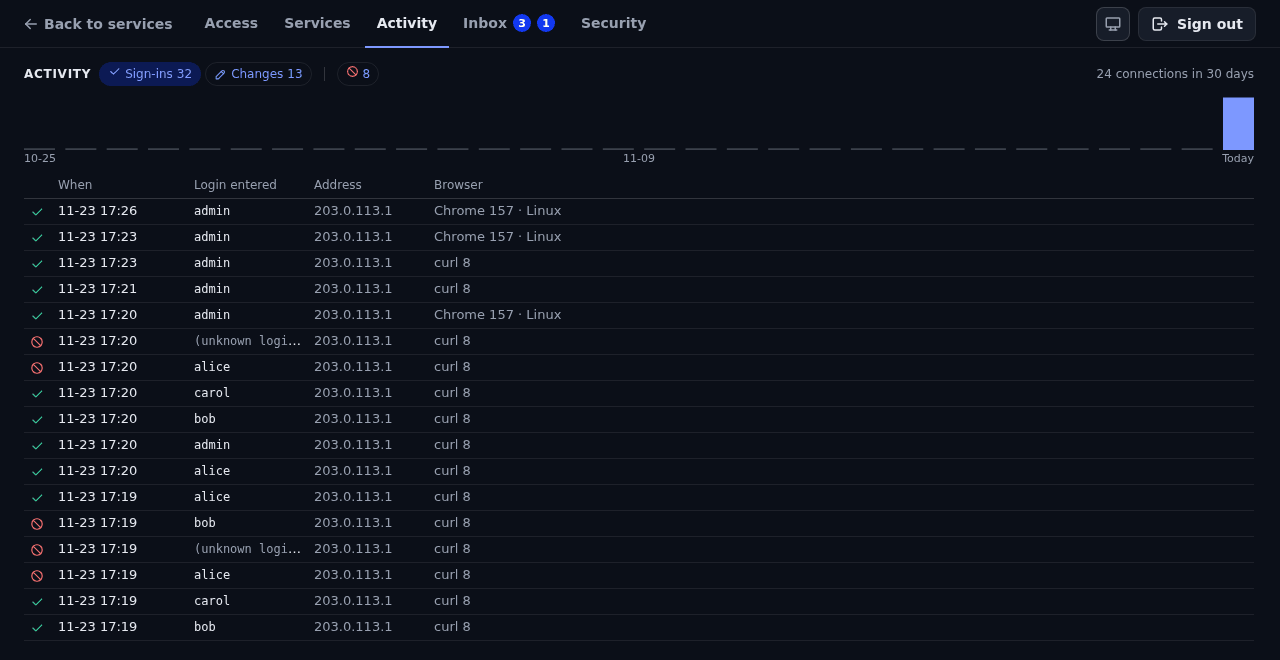 Back to services Access Services Activity Inbox 3 1 Security Sign out
ACTIVITY Sign-ins 32 Changes 13 8 24 connections in 30 days
10-25 11-09 Today
When Login entered Address Browser
11-23 17:26 admin 203.0.113.1 Chrome 157 · Linux
11-23 17:23 admin 203.0.113.1 Chrome 157 · Linux
11-23 17:23 admin 203.0.113.1 curl 8
11-23 17:21 admin 203.0.113.1 curl 8
11-23 17:20 admin 203.0.113.1 Chrome 157 · Linux
11-23 17:20 (unknown logi… 203.0.113.1 curl 8
11-23 17:20 alice 203.0.113.1 curl 8
11-23 17:20 carol 203.0.113.1 curl 8
11-23 17:20 bob 203.0.113.1 curl 8
11-23 17:20 admin 203.0.113.1 curl 8
11-23 17:20 alice 203.0.113.1 curl 8
11-23 17:19 alice 203.0.113.1 curl 8
11-23 17:19 bob 203.0.113.1 curl 8
11-23 17:19 (unknown logi… 203.0.113.1 curl 8
11-23 17:19 alice 203.0.113.1 curl 8
11-23 17:19 carol 203.0.113.1 curl 8
11-23 17:19 bob 203.0.113.1 curl 8